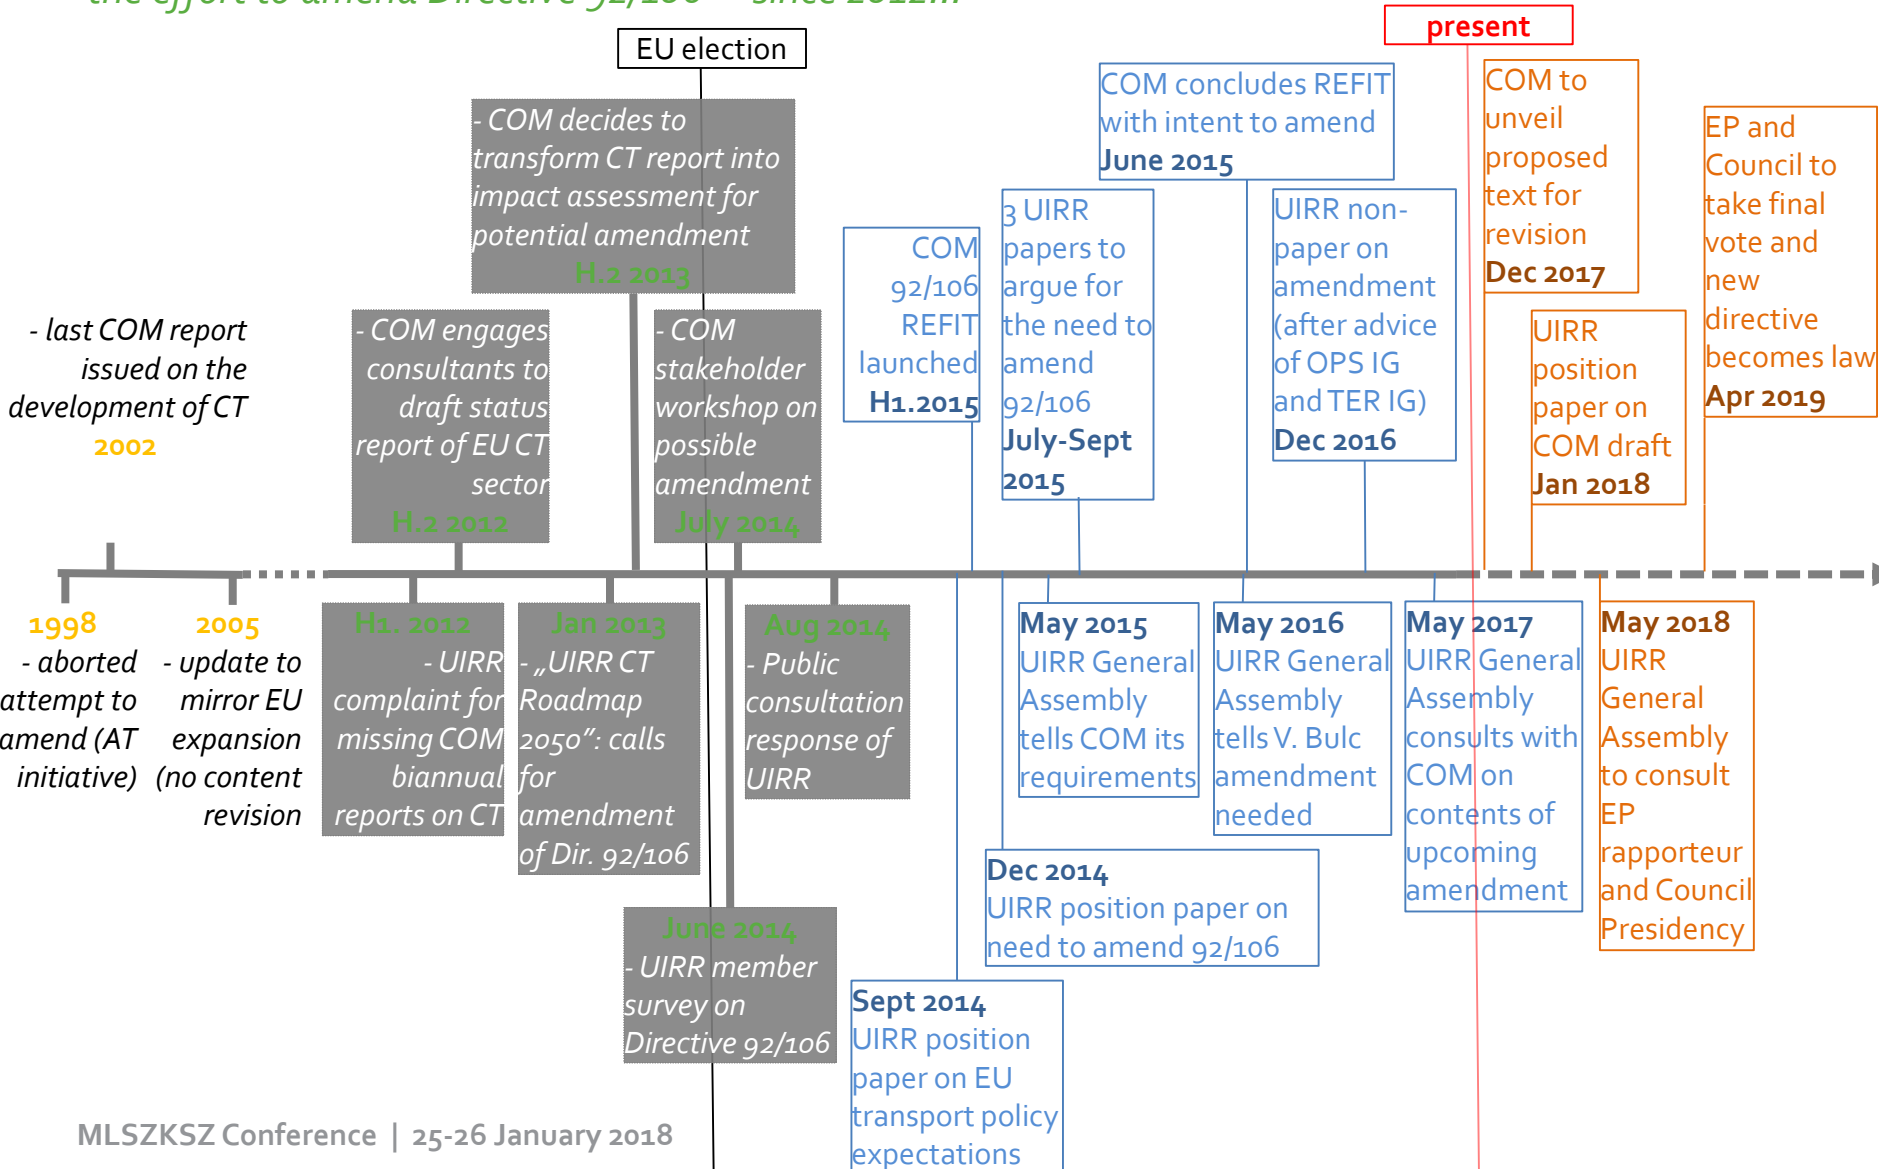 the effort to amend Directive 92/106 – since 2012...
EU election
present
- COM decides to
transform CT report into
impact assessment for
potential amendment
H.2 2013
COM concludes REFIT
with intent to amend
June 2015
COM to
unveil
proposed
text for
revision
Dec 2017
EP and
Council to
take final
vote and
new
directive
becomes law
Apr 2019
- last COM report
issued on the
development of CT
2002
- COM engages
consultants to
draft status
report of EU CT
sector
H.2 2012
- COM
stakeholder
workshop on
possible
amendment
July 2014
COM
92/106
REFIT
launched
H1.2015
3 UIRR
papers to
argue for
the need to
amend
92/106
July-Sept
2015
UIRR non-
paper on
amendment
(after advice
of OPS IG
and TER IG)
Dec 2016
UIRR
position
paper on
COM draft
Jan 2018
1998
- aborted
attempt to
amend (AT
initiative)
2005
- update to
mirror EU
expansion
(no content
revision
H1. 2012
- UIRR
complaint for
missing COM
biannual
reports on CT
Jan 2013
- „UIRR CT
Roadmap
2050”: calls
for
amendment
of Dir. 92/106
Aug 2014
- Public
consultation
response of
UIRR
May 2015
UIRR General
Assembly
tells COM its
requirements
May 2016
UIRR General
Assembly
tells V. Bulc
amendment
needed
May 2017
UIRR General
Assembly
consults with
COM on
contents of
upcoming
amendment
May 2018
UIRR
General
Assembly
to consult
EP
rapporteur
and Council
Presidency
June 2014
- UIRR member
survey on
Directive 92/106
Dec 2014
UIRR position paper on
need to amend 92/106
Sept 2014
UIRR position
paper on EU
transport policy
expectations
MLSZKSZ Conference | 25-26 January 2018